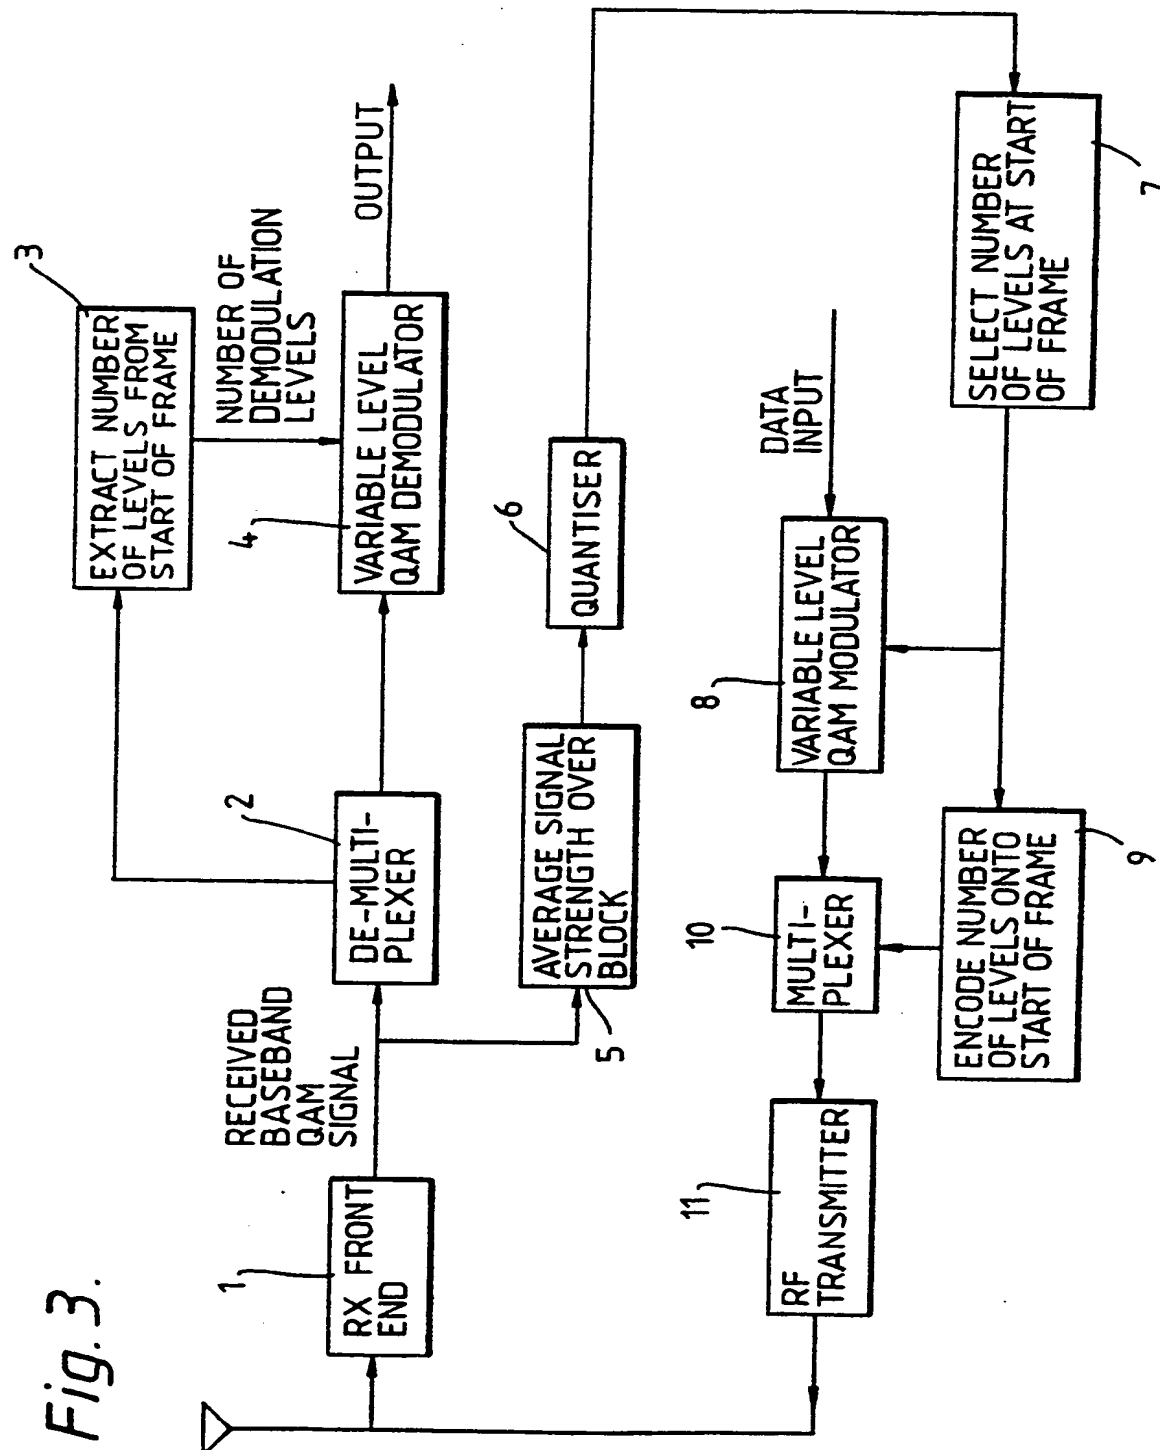 Fig. 3.
1
RX FRONT
END
RECEIVED
BASEBAND
QAM
SIGNAL
2
DE-MULTI-
PLEXER
3
EXTRACT NUMBER
OF LEVELS FROM
START OF FRAME
NUMBER OF
DEMODULATION
LEVELS
4
VARIABLE LEVEL
QAM DEMODULATOR
OUTPUT
5
AVERAGE SIGNAL
STRENGTH OVER
BLOCK
6
QUANTISER
7
SELECT NUMBER
OF LEVELS AT START
OF FRAME
DATA
INPUT
8
VARIABLE LEVEL
QAM MODULATOR
9
ENCODE NUMBER
OF LEVELS ONTO
START OF FRAME
10
MULTI-
PLEXER
11
RF
TRANSMITTER